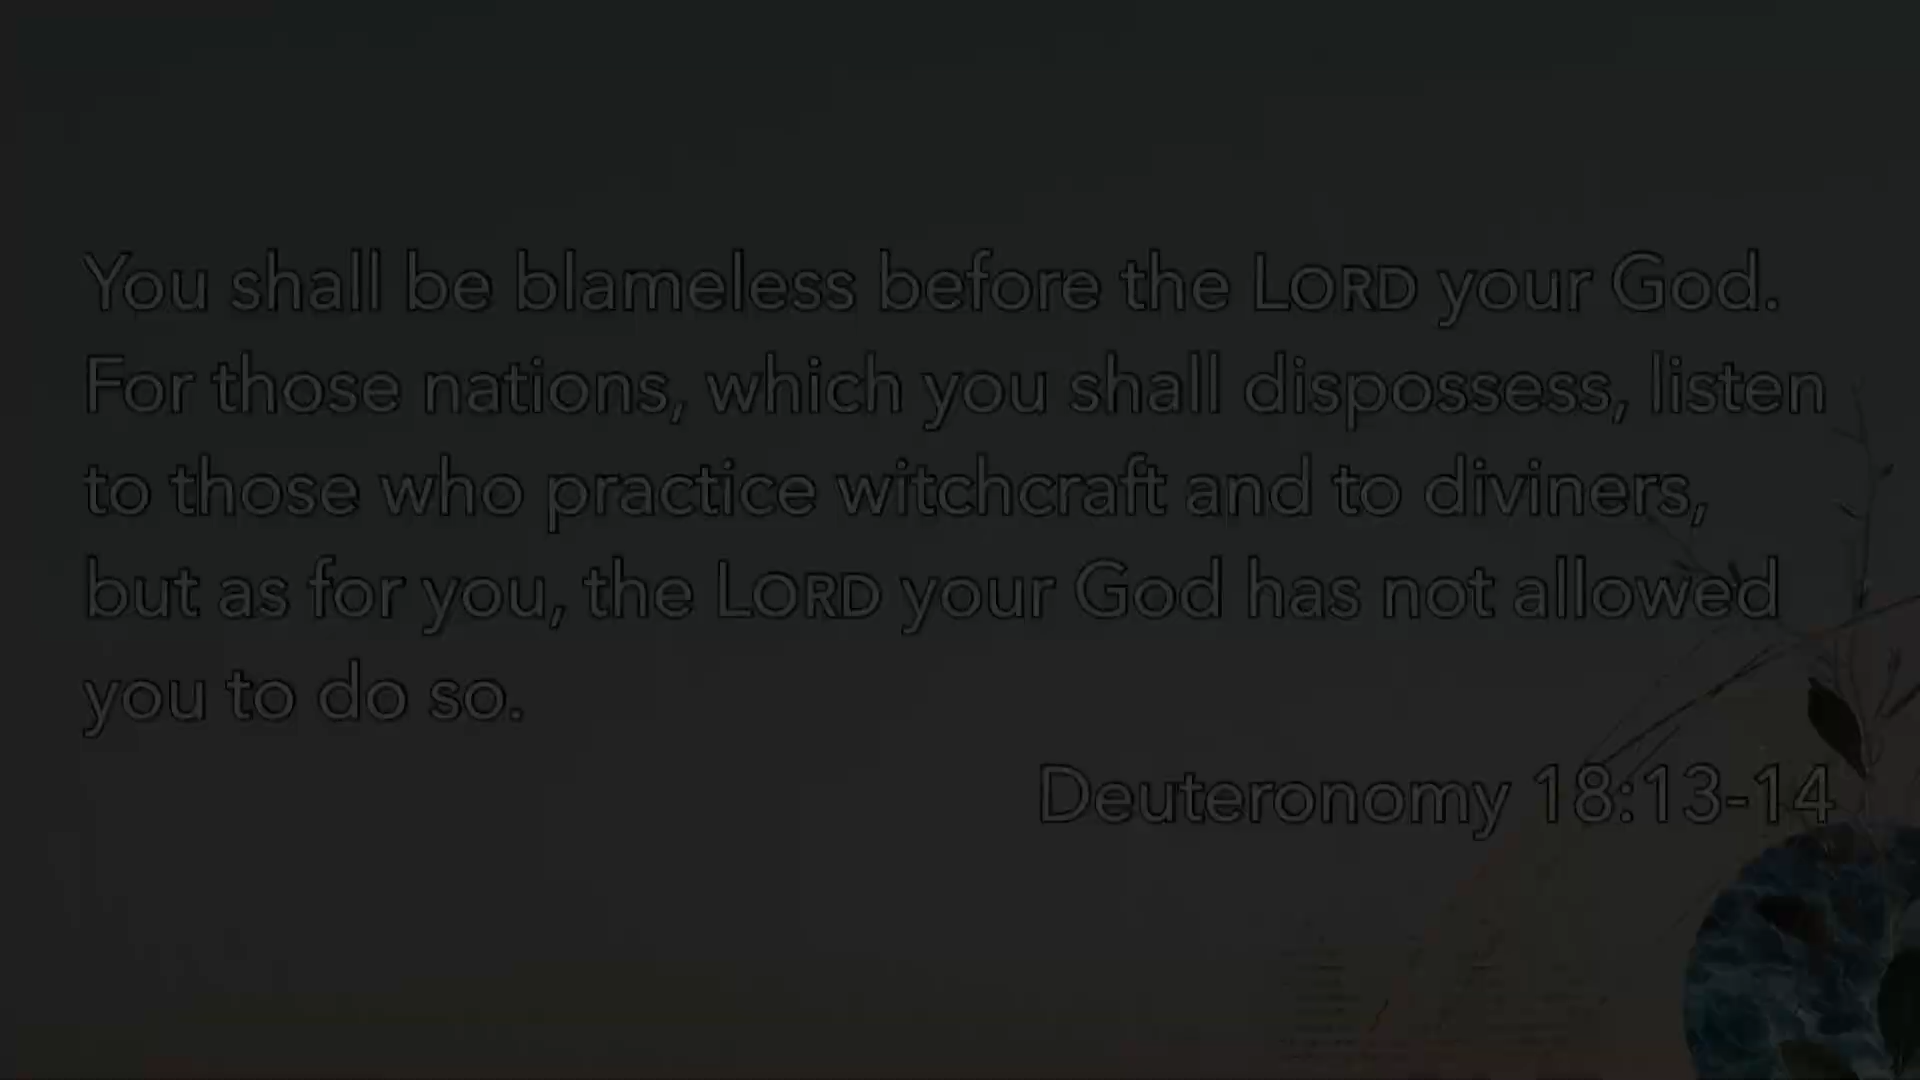 You shall be blameless before the LORD your God.
For those nations, which you shall dispossess, listen
to those who practice witchcraft and to diviners,
but as for you, the LORD your God has not allowed
you to do so.
Deuteronomy 18:13-14